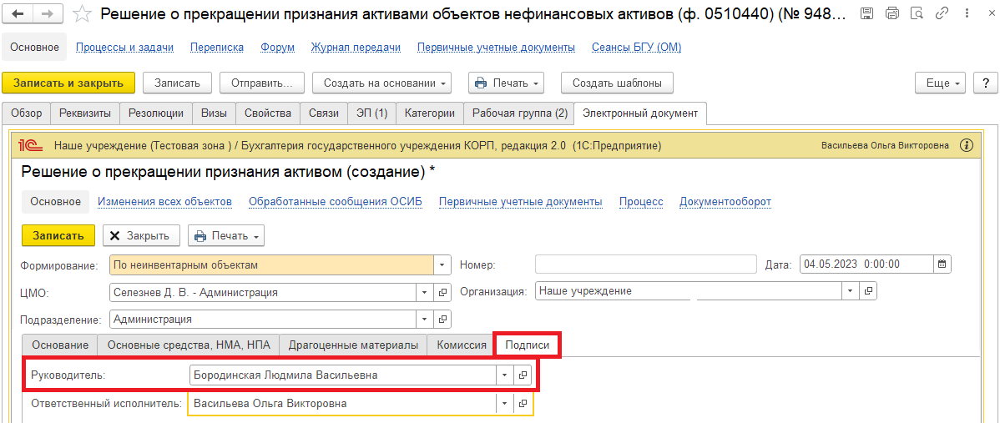 Решение о прекращении признания активами объектов нефинансовых активов (ф. 0510440) (№ 948...
Основное Процессы и задачи Переписка Форум Журнал передачи Первичные учетные документы Сеансы БГУ (ОМ)
Записать и закрыть Записать Отправить... Создать на основании Печать Создать шаблоны Еще ?
Обзор Реквизиты Резолюции Визы Свойства Связи ЭП (1) Категории Рабочая группа (2) Электронный документ
1С Наше учреждение (Тестовая зона ) / Бухгалтерия государственного учреждения КОРП, редакция 2.0 (1С:Предприятие) Васильева Ольга Викторовна
Решение о прекращении признания активом (создание) *
Основное Изменения всех объектов Обработанные сообщения ОСИБ Первичные учетные документы Процесс Документооборот
Записать Закрыть Печать
Формирование: По неинвентарным объектам Номер: Дата: 04.05.2023 0:00:00
ЦМО: Селезнев Д. В. - Администрация Организация: Наше учреждение
Подразделение: Администрация
Основание Основные средства, НМА, НПА Драгоценные материалы Комиссия Подписи
Руководитель: Бородинская Людмила Васильевна
Ответственный исполнитель: Васильева Ольга Викторовна